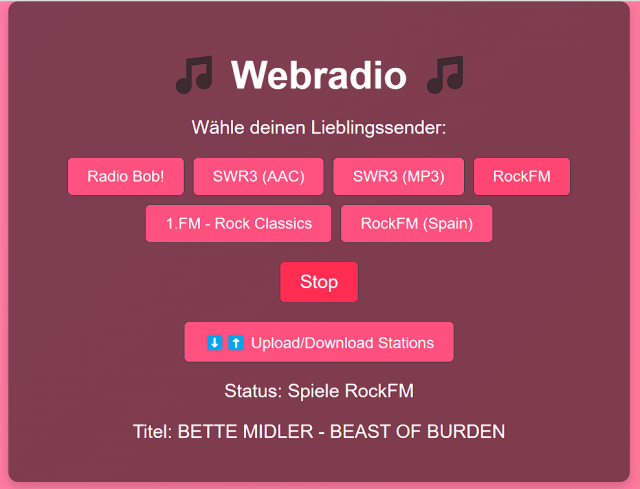 🎵 Webradio 🎵
Wähle deinen Lieblingssender:
Radio Bob! SWR3 (AAC) SWR3 (MP3) RockFM
1.FM - Rock Classics RockFM (Spain)
Stop
⬇️⬆️ Upload/Download Stations
Status: Spiele RockFM
Titel: BETTE MIDLER - BEAST OF BURDEN